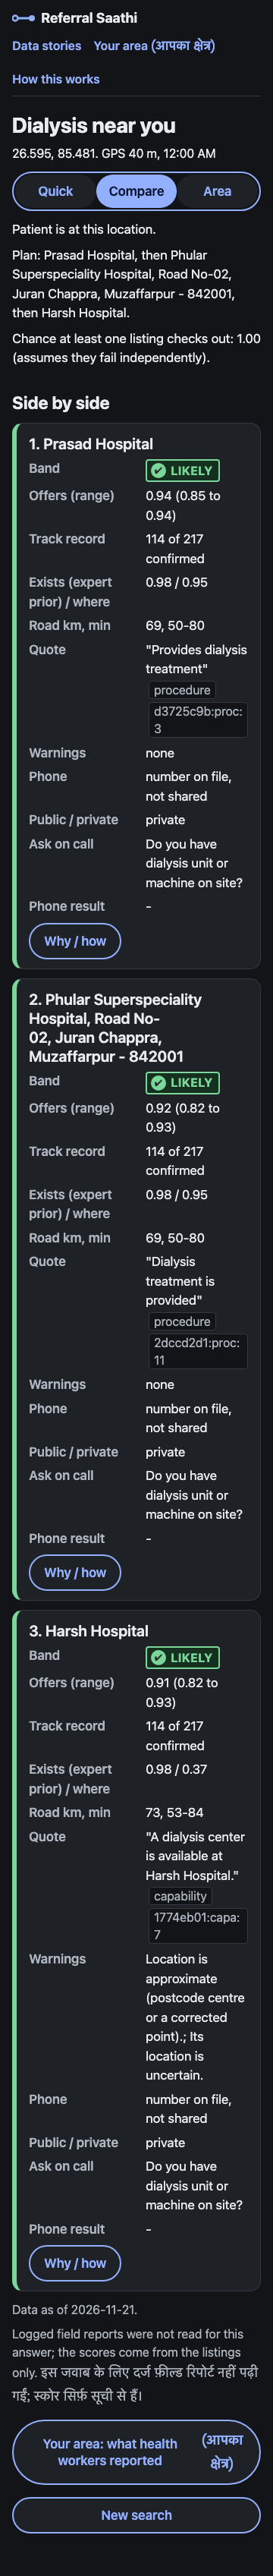 Referral Saathi
Data stories Your area (आपका क्षेत्र)
How this works
Dialysis near you
26.595, 85.481. GPS 40 m, 12:00 AM
Quick Compare Area
Patient is at this location.
Plan: Prasad Hospital, then Phular
Superspeciality Hospital, Road No-02,
Juran Chappra, Muzaffarpur - 842001,
then Harsh Hospital.
Chance at least one listing checks out: 1.00
(assumes they fail independently).
Side by side
1. Prasad Hospital
Band LIKELY
Offers (range) 0.94 (0.85 to
0.94)
Track record 114 of 217
confirmed
Exists (expert 0.98 / 0.95
prior) / where
Road km, min 69, 50-80
Quote "Provides dialysis
treatment"
procedure
d3725c9b:proc:
3
Warnings none
Phone number on file,
not shared
Public / private private
Ask on call Do you have
dialysis unit or
machine on site?
Phone result -
Why / how
2. Phular Superspeciality
Hospital, Road No-
02, Juran Chappra,
Muzaffarpur - 842001
Band LIKELY
Offers (range) 0.92 (0.82 to
0.93)
Track record 114 of 217
confirmed
Exists (expert 0.98 / 0.95
prior) / where
Road km, min 69, 50-80
Quote "Dialysis
treatment is
provided"
procedure
2dccd2d1:proc:
11
Warnings none
Phone number on file,
not shared
Public / private private
Ask on call Do you have
dialysis unit or
machine on site?
Phone result -
Why / how
3. Harsh Hospital
Band LIKELY
Offers (range) 0.91 (0.82 to
0.93)
Track record 114 of 217
confirmed
Exists (expert 0.98 / 0.37
prior) / where
Road km, min 73, 53-84
Quote "A dialysis center
is available at
Harsh Hospital."
capability
1774eb01:capa:
7
Warnings Location is
approximate
(postcode centre
or a corrected
point).; Its
location is
uncertain.
Phone number on file,
not shared
Public / private private
Ask on call Do you have
dialysis unit or
machine on site?
Phone result -
Why / how
Data as of 2026-11-21.
Logged field reports were not read for this
answer; the scores come from the listings
only. इस जवाब के लिए दर्ज फ़ील्ड रिपोर्ट नहीं पढ़ी
गईं; स्कोर सिर्फ़ सूची से हैं।
Your area: what health (आपका
workers reported क्षेत्र)
New search